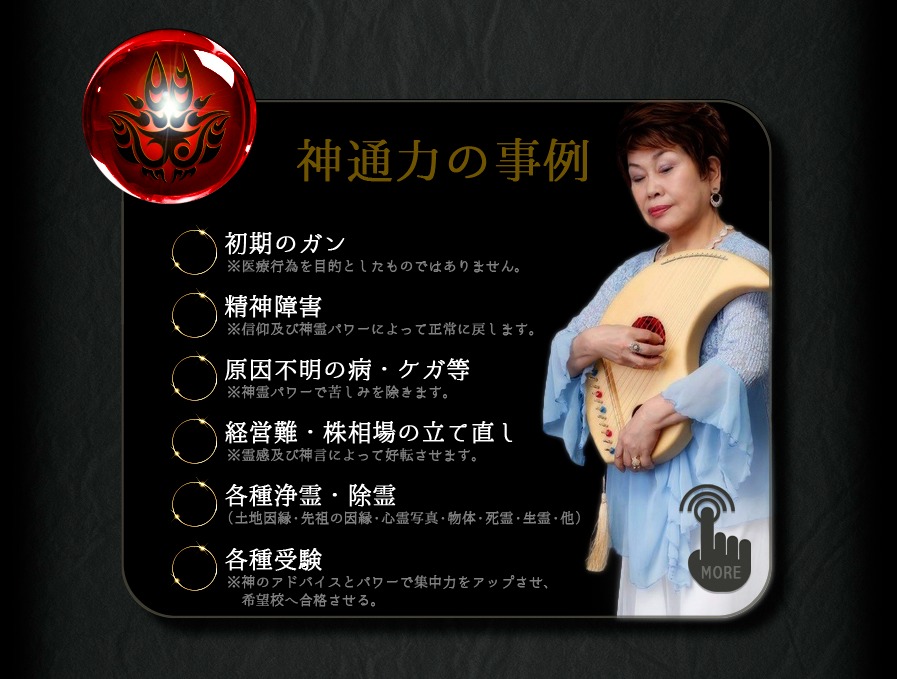 神通力の事例
初期のガン
※医療行為を目的としたものではありません。
精神障害
※信仰及び神霊パワーによって正常に戻します。
原因不明の病・ケガ等
※神霊パワーで苦しみを除きます。
経営難・株相場の立て直し
※霊感及び神言によって好転させます。
各種浄霊・除霊
（土地因縁・先祖の因縁・心霊写真・物体・死霊・生霊・他）
各種受験
※神のアドバイスとパワーで集中力をアップさせ、
希望校へ合格させる。
MORE